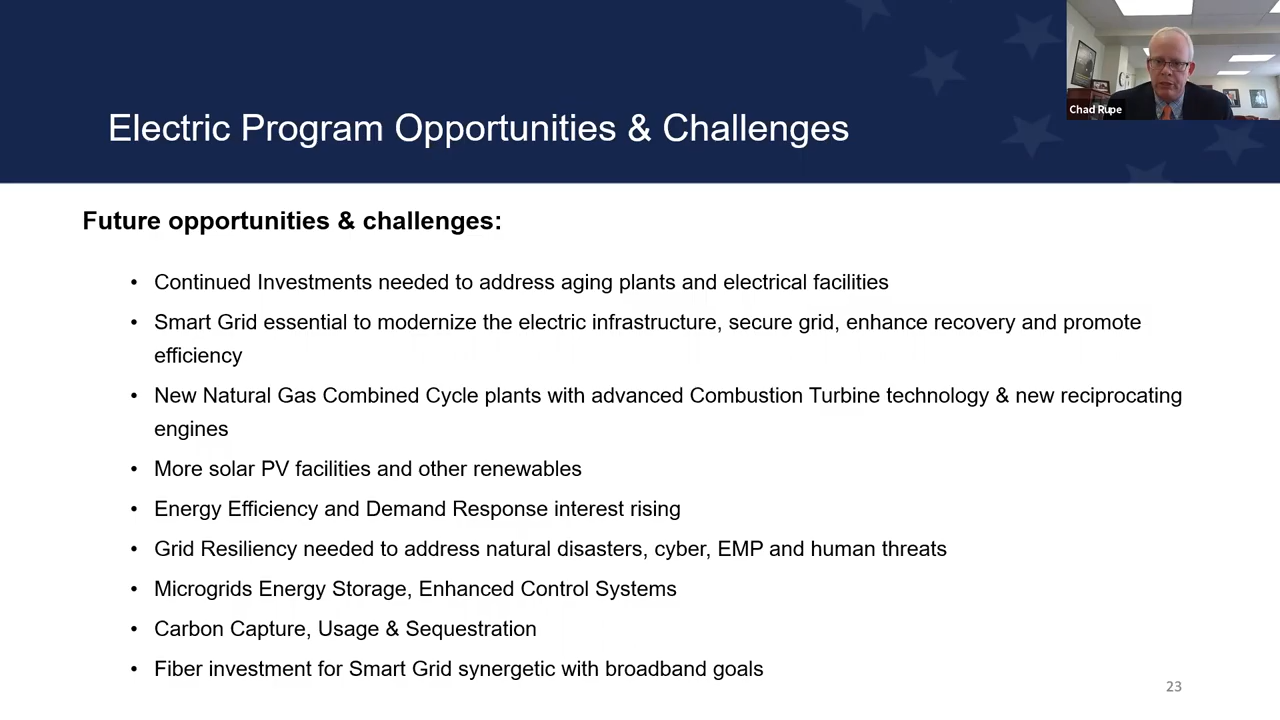 Chad Rupe
Electric Program Opportunities & Challenges
Future opportunities & challenges:
• Continued Investments needed to address aging plants and electrical facilities
• Smart Grid essential to modernize the electric infrastructure, secure grid, enhance recovery and promote
efficiency
• New Natural Gas Combined Cycle plants with advanced Combustion Turbine technology & new reciprocating
engines
• More solar PV facilities and other renewables
• Energy Efficiency and Demand Response interest rising
• Grid Resiliency needed to address natural disasters, cyber, EMP and human threats
• Microgrids Energy Storage, Enhanced Control Systems
• Carbon Capture, Usage & Sequestration
• Fiber investment for Smart Grid synergetic with broadband goals
23